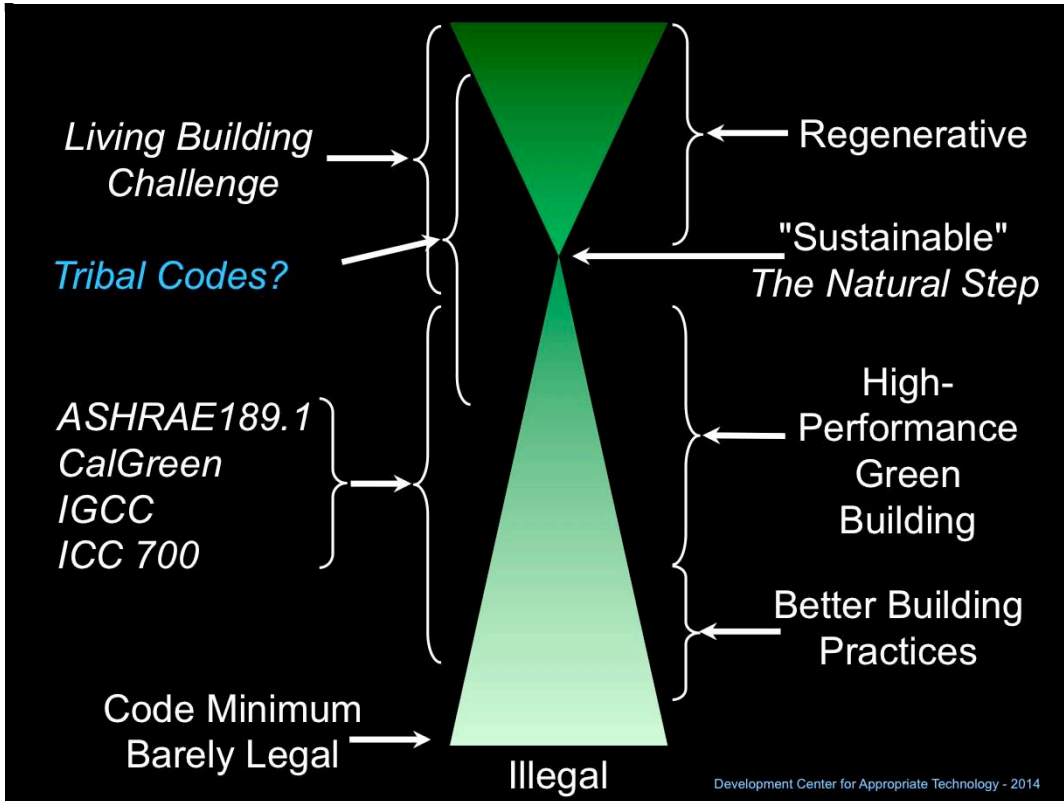 Living Building
Challenge
Tribal Codes?
ASHRAE189.1
CalGreen
IGCC
ICC 700
Code Minimum
Barely Legal
Illegal
Regenerative
"Sustainable"
The Natural Step
High-
Performance
Green
Building
Better Building
Practices
Development Center for Appropriate Technology - 2014